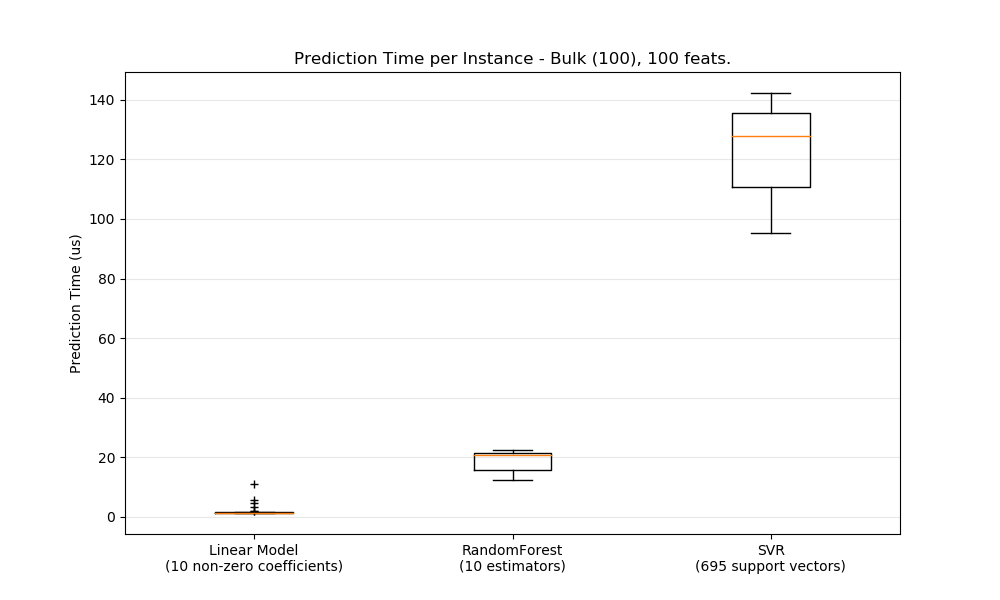 Prediction Time per Instance - Bulk (100), 100 feats.
Prediction Time (us)
140
120
100
80
60
40
20
0
Linear Model
(10 non-zero coefficients)
RandomForest
(10 estimators)
SVR
(695 support vectors)